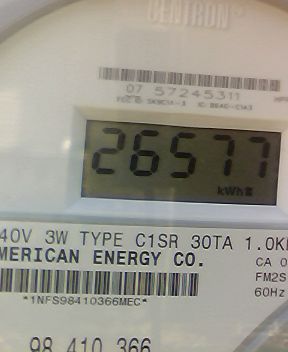 CENTRON
07 57245311
26577
kWh
40V 3W TYPE C1SR 30TA 1.0K
MERICAN ENERGY CO.
CA 0
FM2S
60Hz
*1NFS98410366MEC*
98 410 366